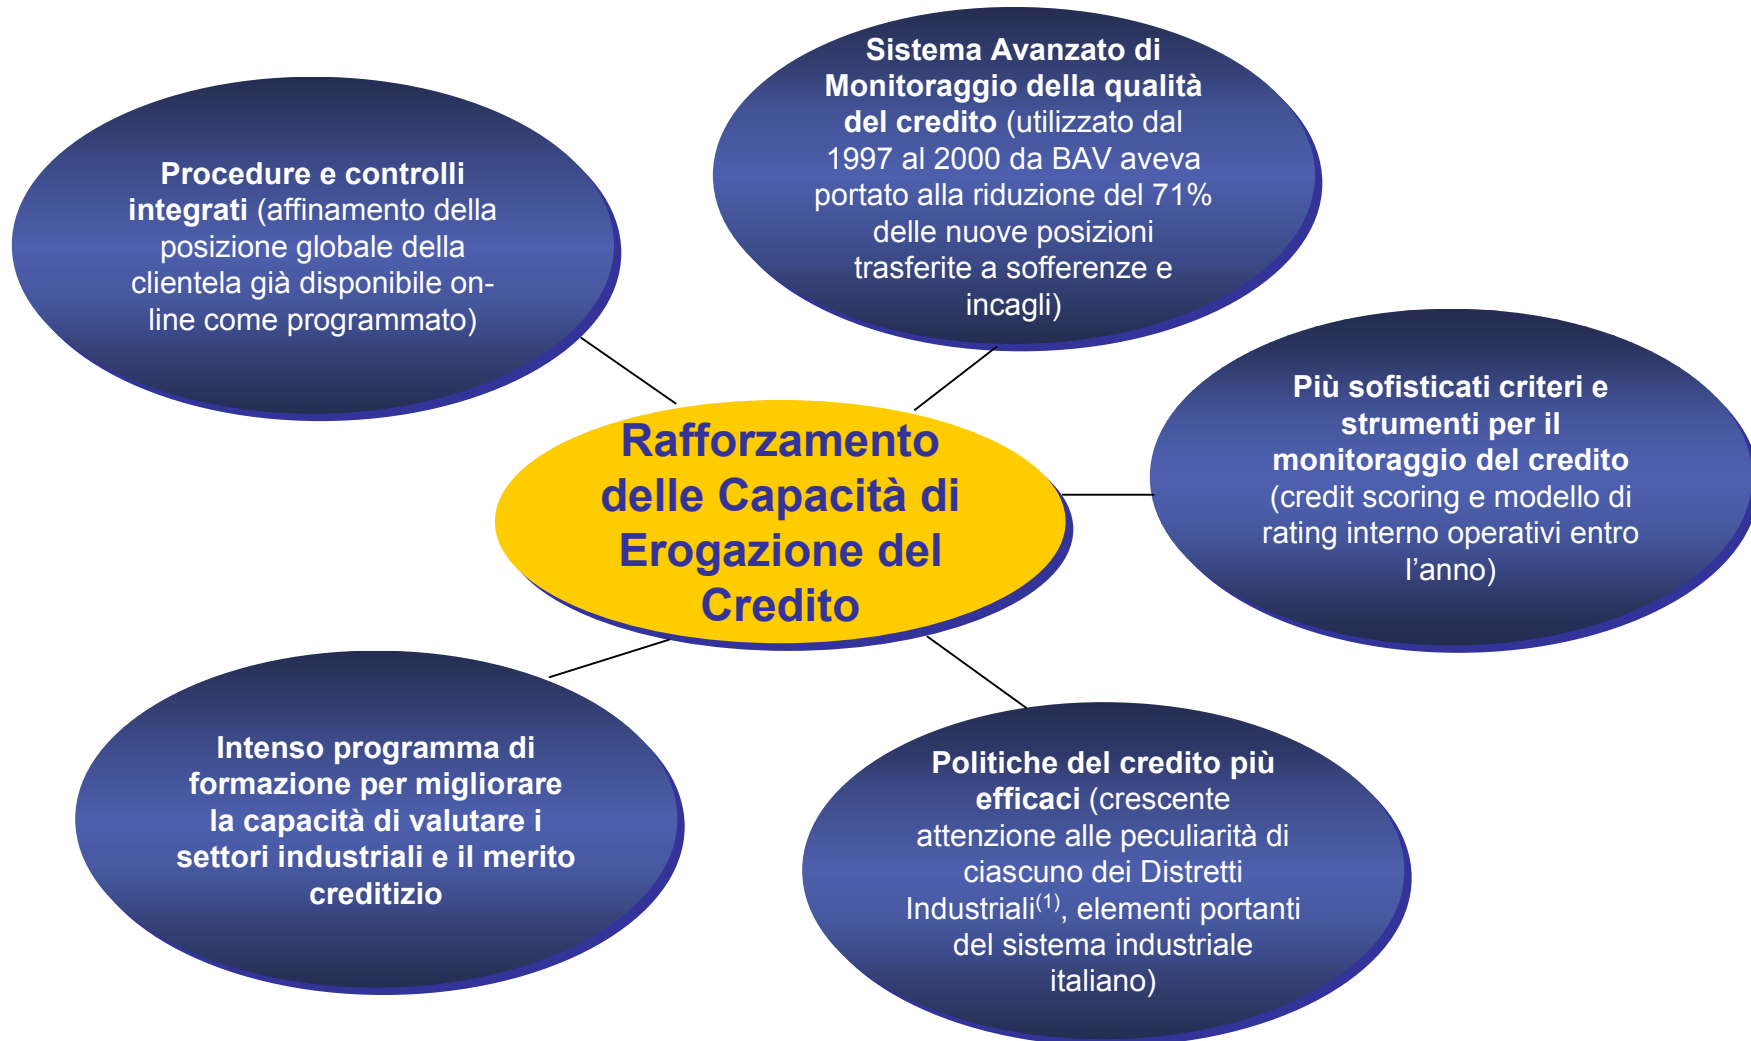 Procedure e controlli
integrati (affinamento della
posizione globale della
clientela già disponibile on-
line come programmato)
Sistema Avanzato di
Monitoraggio della qualità
del credito (utilizzato dal
1997 al 2000 da BAV aveva
portato alla riduzione del 71%
delle nuove posizioni
trasferite a sofferenze e
incagli)
Più sofisticati criteri e
strumenti per il
monitoraggio del credito
(credit scoring e modello di
rating interno operativi entro
l'anno)
Rafforzamento
delle Capacità di
Erogazione del
Credito
Intenso programma di
formazione per migliorare
la capacità di valutare i
settori industriali e il merito
creditizio
Politiche del credito più
efficaci (crescente
attenzione alle peculiarità di
ciascuno dei Distretti
Industriali(1), elementi portanti
del sistema industriale
italiano)